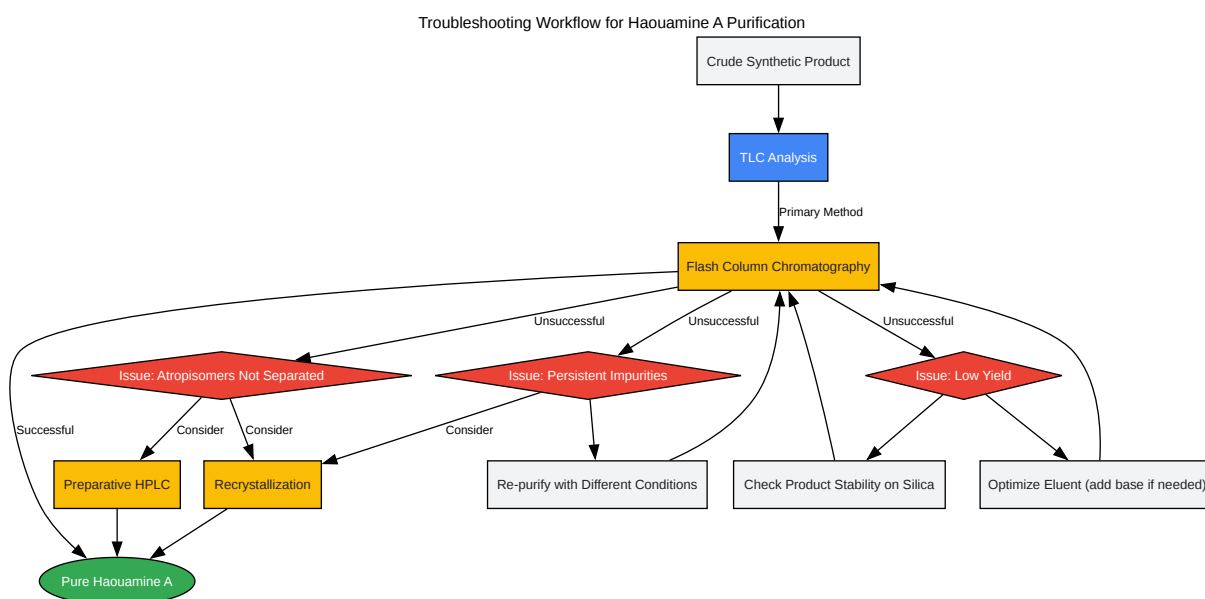 Troubleshooting Workflow for Haouamine A Purification
Crude Synthetic Product
TLC Analysis
Primary Method
Flash Column Chromatography
Unsuccessful
Unsuccessful
Unsuccessful
Issue: Atropisomers Not Separated
Issue: Persistent Impurities
Issue: Low Yield
Successful
Consider
Consider
Consider
Preparative HPLC
Recrystallization
Re-purify with Different Conditions
Check Product Stability on Silica
Optimize Eluent (add base if needed)
Pure Haouamine A